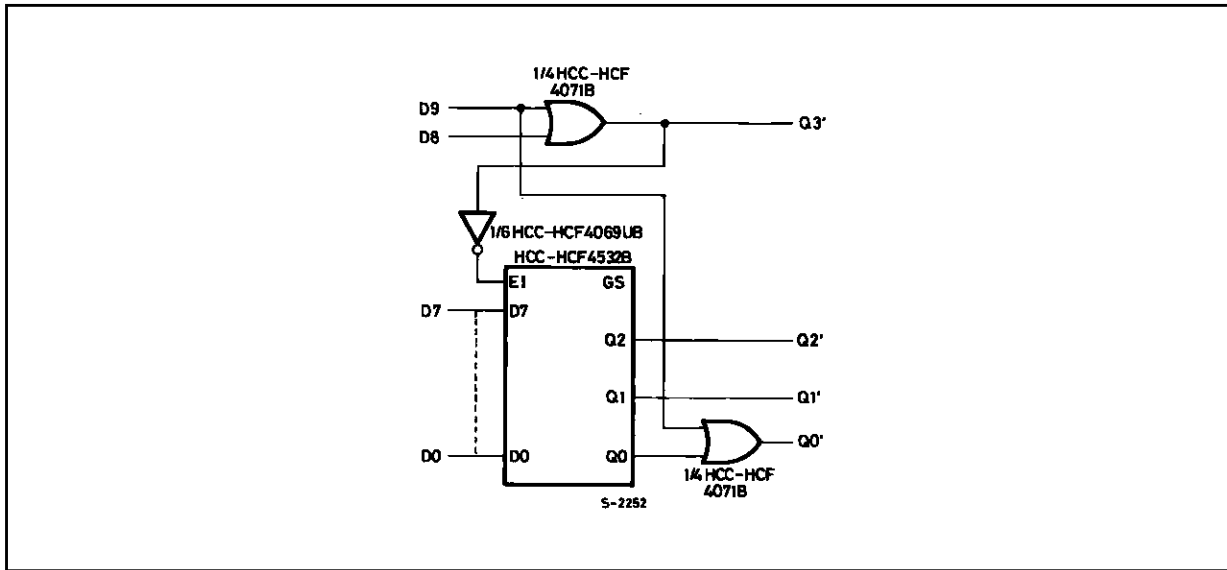 1/4 HCC-HCF
4071B
D9
D8
Q3'
1/6 HCC-HCF4069UB
HCC-HCF4532B
EI
GS
D7
D7
Q2
Q2'
Q1
Q1'
Q0'
D0
D0
Q0
1/4 HCC-HCF
4071B
S-2252